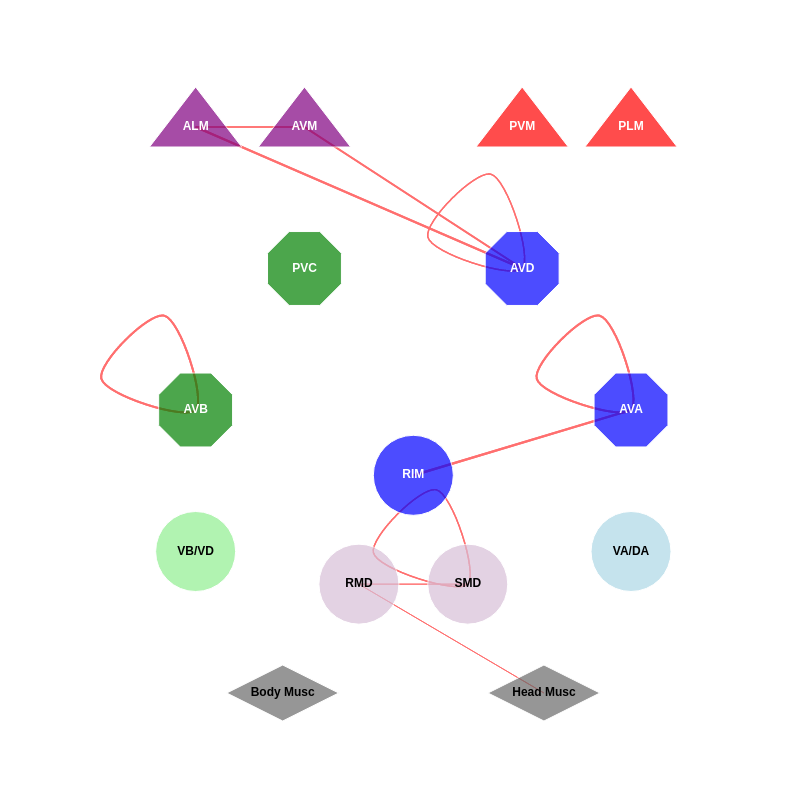 ALM
AVM
PVM
PLM
PVC
AVD
AVB
AVA
RIM
VB/VD
VA/DA
RMD
SMD
Body Musc
Head Musc